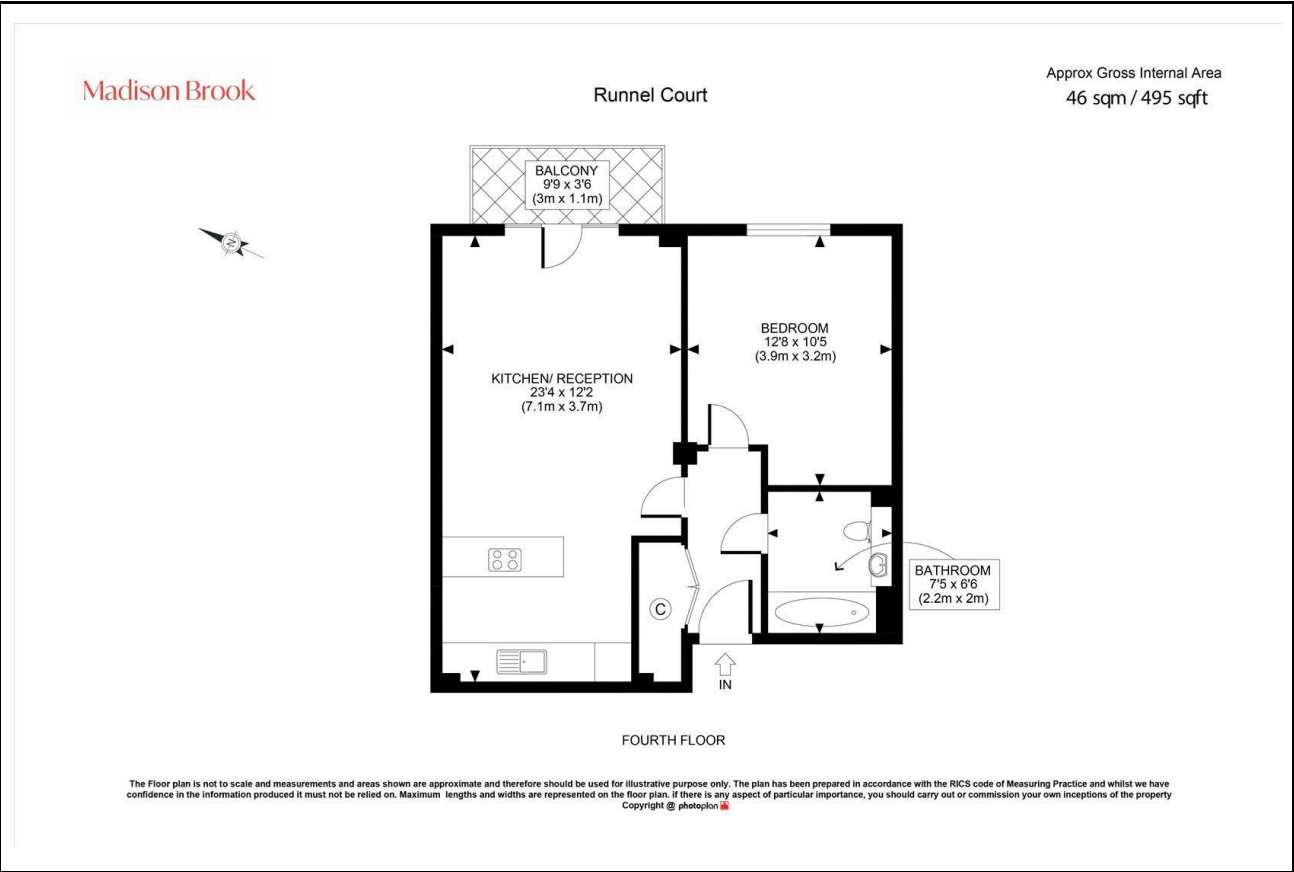 Madison Brook
Runnel Court
Approx Gross Internal Area
46 sqm / 495 sqft
BALCONY
9'9 x 3'6
(3m x 1.1m)
N
BEDROOM
12'8 x 10'5
(3.9m x 3.2m)
KITCHEN/ RECEPTION
23'4 x 12'2
(7.1m x 3.7m)
BATHROOM
7'5 x 6'6
(2.2m x 2m)
C
IN
FOURTH FLOOR
The Floor plan is not to scale and measurements and areas shown are approximate and therefore should be used for illustrative purpose only. The plan has been prepared in accordance with the RICS code of Measuring Practice and whilst we have
confidence in the information produced it must not be relied on. Maximum lengths and widths are represented on the floor plan. if there is any aspect of particular importance, you should carry out or commission your own inceptions of the property
Copyright @ photoplan